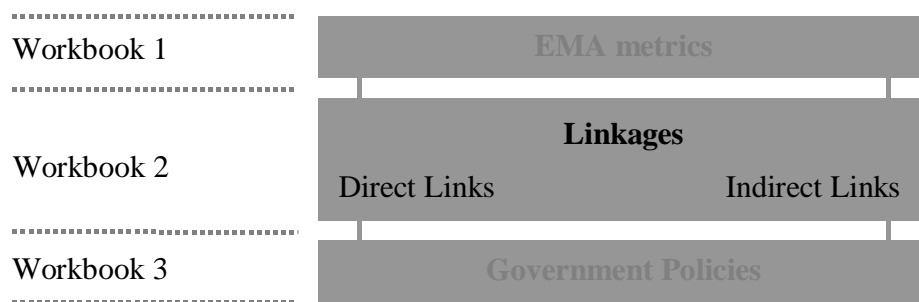 Workbook 1
EMA metrics
Linkages
Workbook 2
Direct Links Indirect Links
Workbook 3
Government Policies